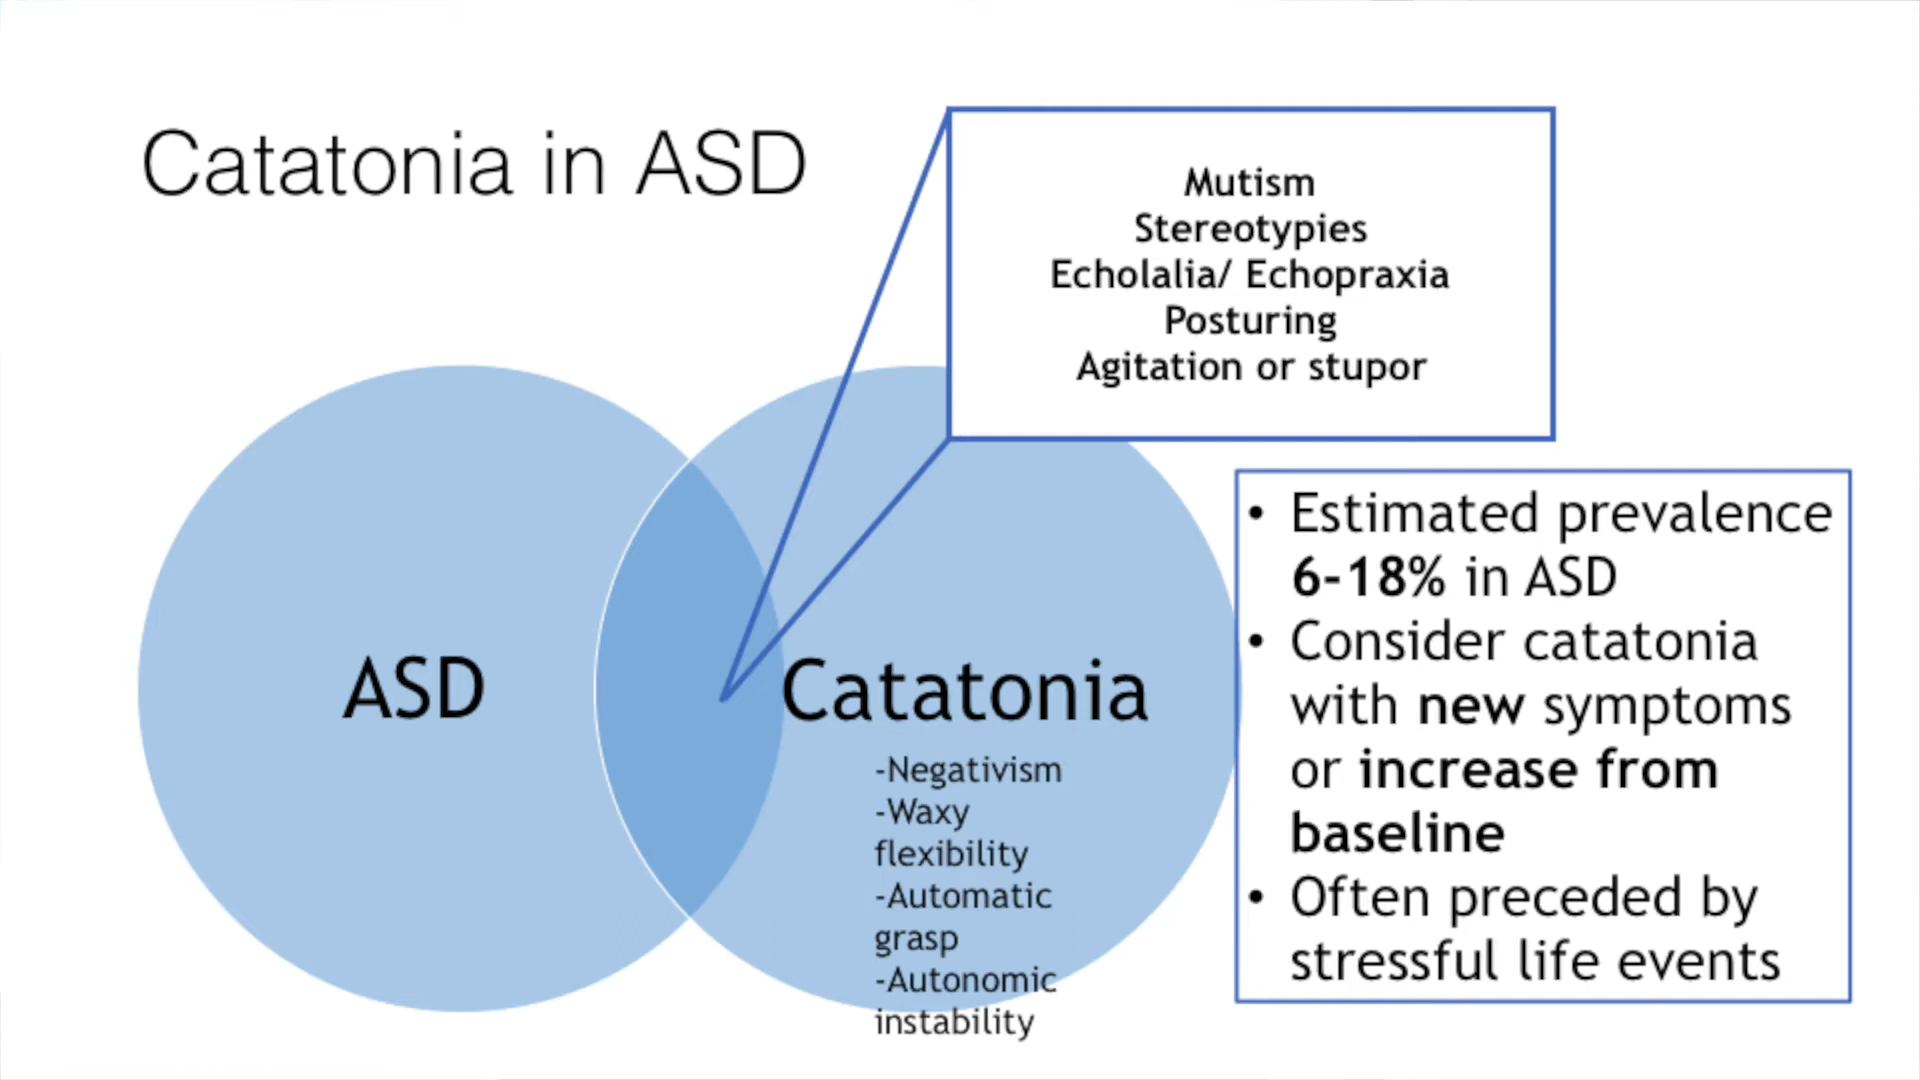 Catatonia in ASD
Mutism
Stereotypies
Echolalia/ Echopraxia
Posturing
Agitation or stupor
ASD
Catatonia
-Negativism
-Waxy
flexibility
-Automatic
grasp
-Autonomic
instability
• Estimated prevalence
6-18% in ASD
• Consider catatonia
with new symptoms
or increase from
baseline
• Often preceded by
stressful life events